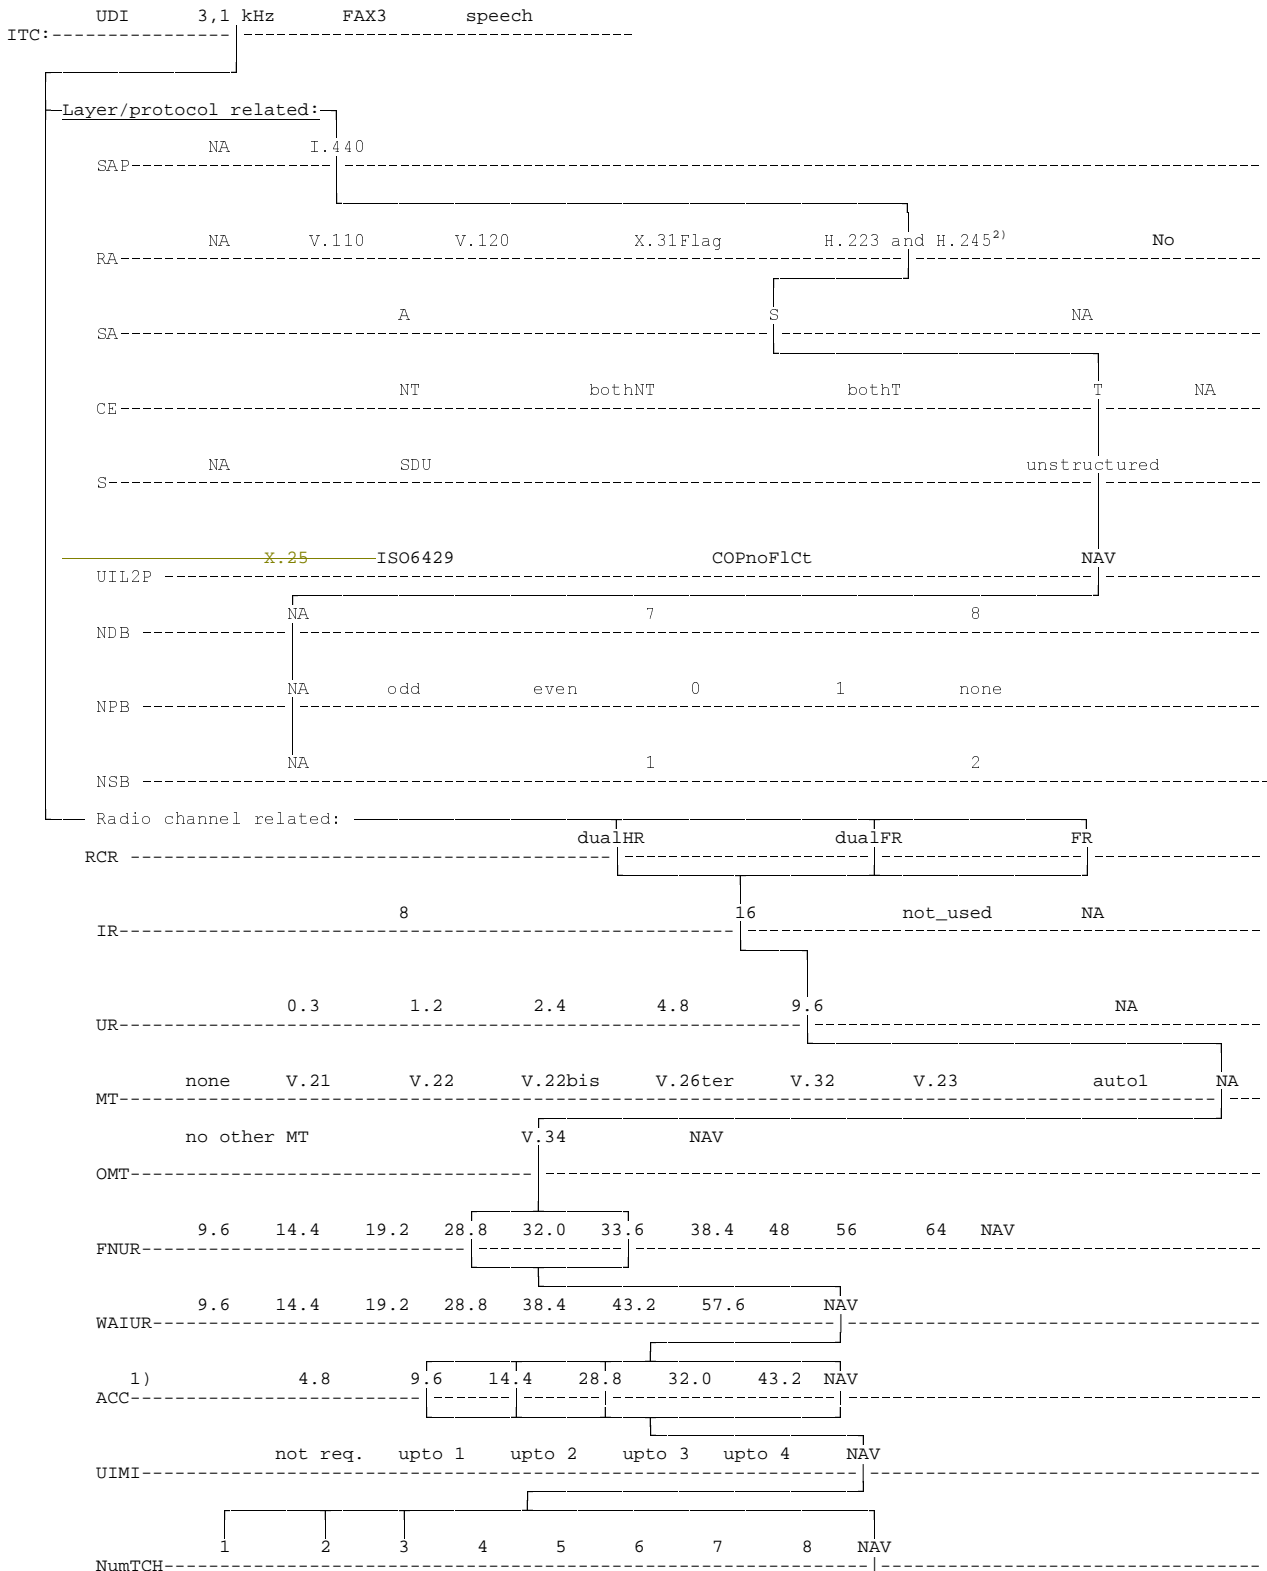 UDI 3,1 kHz FAX3 speech
ITC:
Layer/protocol related:
NA I.440
SAP
NA V.110 V.120 X.31Flag H.223 and H.245²⁾ No
RA
A S NA
SA
NT bothNT bothT T NA
CE
NA SDU unstructured
S
X.25 ISO6429 COPnoFlCt NAV
UIL2P
NA 7 8
NDB
NA odd even 0 1 none
NPB
NA 1 2
NSB
Radio channel related:
dualHR dualFR FR
RCR
8 16 not_used NA
IR
0.3 1.2 2.4 4.8 9.6 NA
UR
none V.21 V.22 V.22bis V.26ter V.32 V.23 auto1 NA
MT
no other MT V.34 NAV
OMT
9.6 14.4 19.2 28.8 32.0 33.6 38.4 48 56 64 NAV
FNUR
9.6 14.4 19.2 28.8 38.4 43.2 57.6 NAV
WAIUR
1) 4.8 9.6 14.4 28.8 32.0 43.2 NAV
ACC
not req. upto 1 upto 2 upto 3 upto 4 NAV
UIMI
1 2 3 4 5 6 7 8 NAV
NumTCH